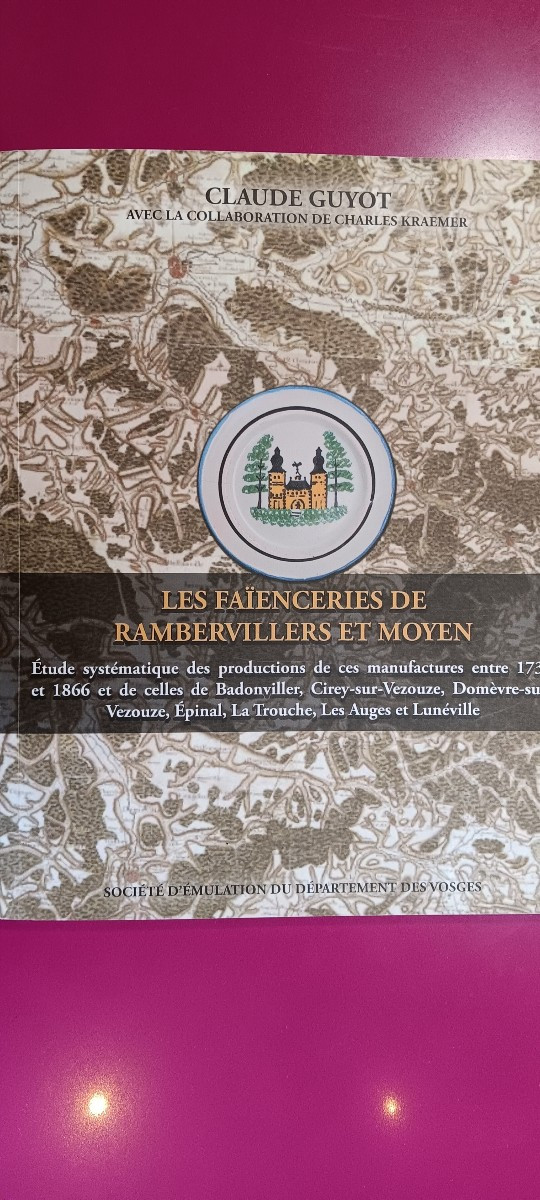 CLAUDE GUYOT
AVEC LA COLLABORATION DE CHARLES KRAEMER
LES FAÏENCERIES DE
RAMBERVILLERS ET MOYEN
Étude systématique des productions de ces manufactures entre 173
et 1866 et de celles de Badonviller, Cirey-sur-Vezouze, Domèvre-su
Vezouze, Épinal, La Trouche, Les Auges et Lunéville
SOCIÉTÉ D'ÉMULATION DU DÉPARTEMENT DES VOSGES